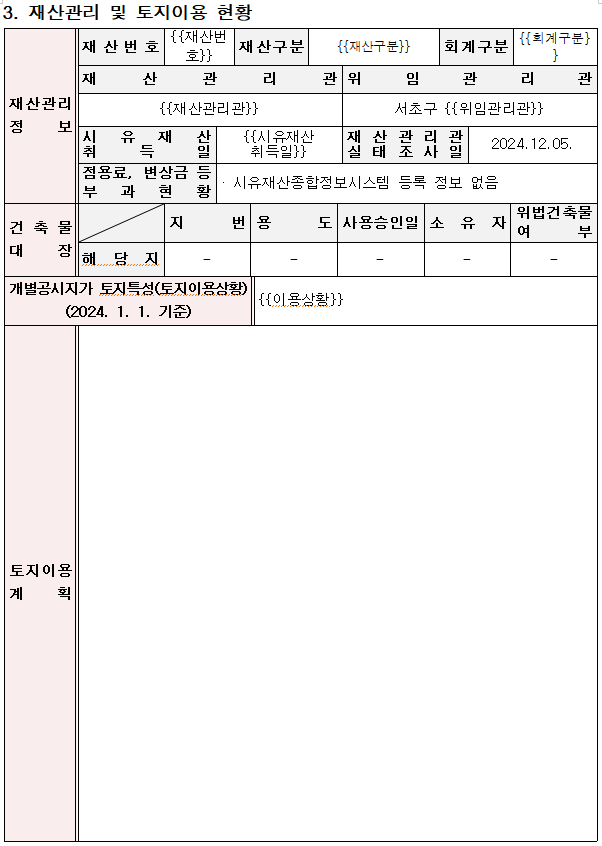 3. 재산관리 및 토지이용 현황
재산관리
정 보
재산번호
{{재산번
호}}
재산구분
{{재산구분}}
회계구분
{{회계구분}
}
재 산 관 리 관
위 임 관 리 관
{{재산관리관}}
서초구 {{위임관리관}}
시 유 재 산
취 득 일
{{시유재산
취득일}}
재 산 관 리 관
실 태 조 사 일
2024.12.05.
점용료, 변상금 등
부 과 현 황
· 시유재산종합정보시스템 등록 정보 없음
건 축 물
대 장
지 번
용 도
사용승인일
소 유 자
위법건축물
여 부
해 당 지
-
-
-
-
-
개별공시지가 토지특성(토지이용상황)
(2024. 1. 1. 기준)
{{이용상황}}
토지이용
계 획